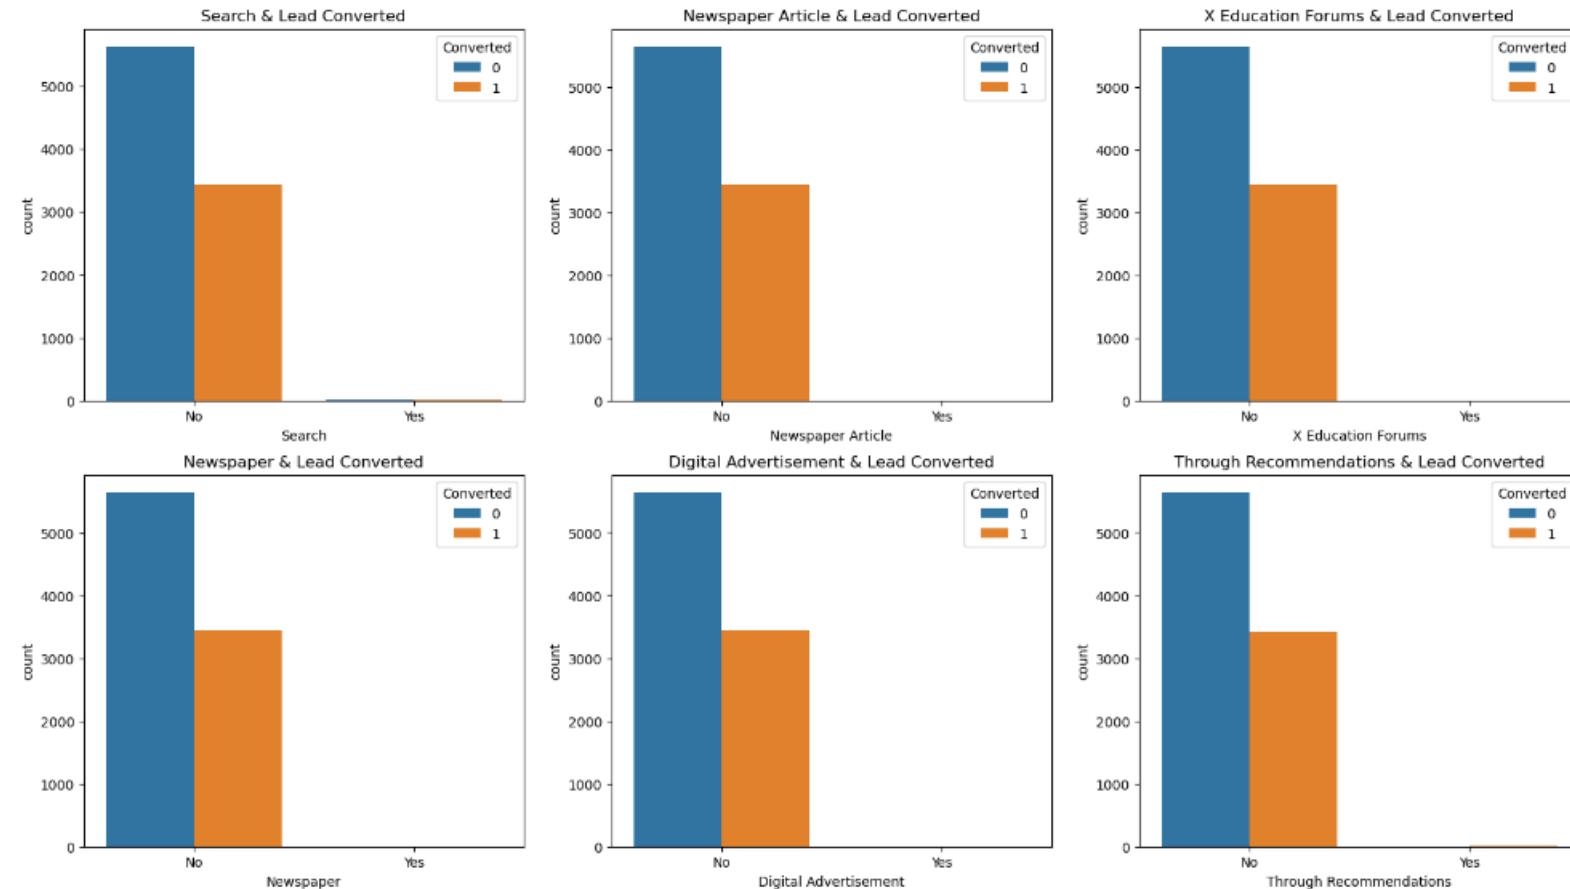 Search & Lead Converted
Converted
0
1
count
5000
4000
3000
2000
1000
0
No
Yes
Search
Newspaper Article & Lead Converted
Converted
0
1
count
5000
4000
3000
2000
1000
0
No
Yes
Newspaper Article
X Education Forums & Lead Converted
Converted
0
1
count
5000
4000
3000
2000
1000
0
No
Yes
X Education Forums
Newspaper & Lead Converted
Converted
0
1
count
5000
4000
3000
2000
1000
0
No
Yes
Newspaper
Digital Advertisement & Lead Converted
Converted
0
1
count
5000
4000
3000
2000
1000
0
No
Yes
Digital Advertisement
Through Recommendations & Lead Converted
Converted
0
1
count
5000
4000
3000
2000
1000
0
No
Yes
Through Recommendations